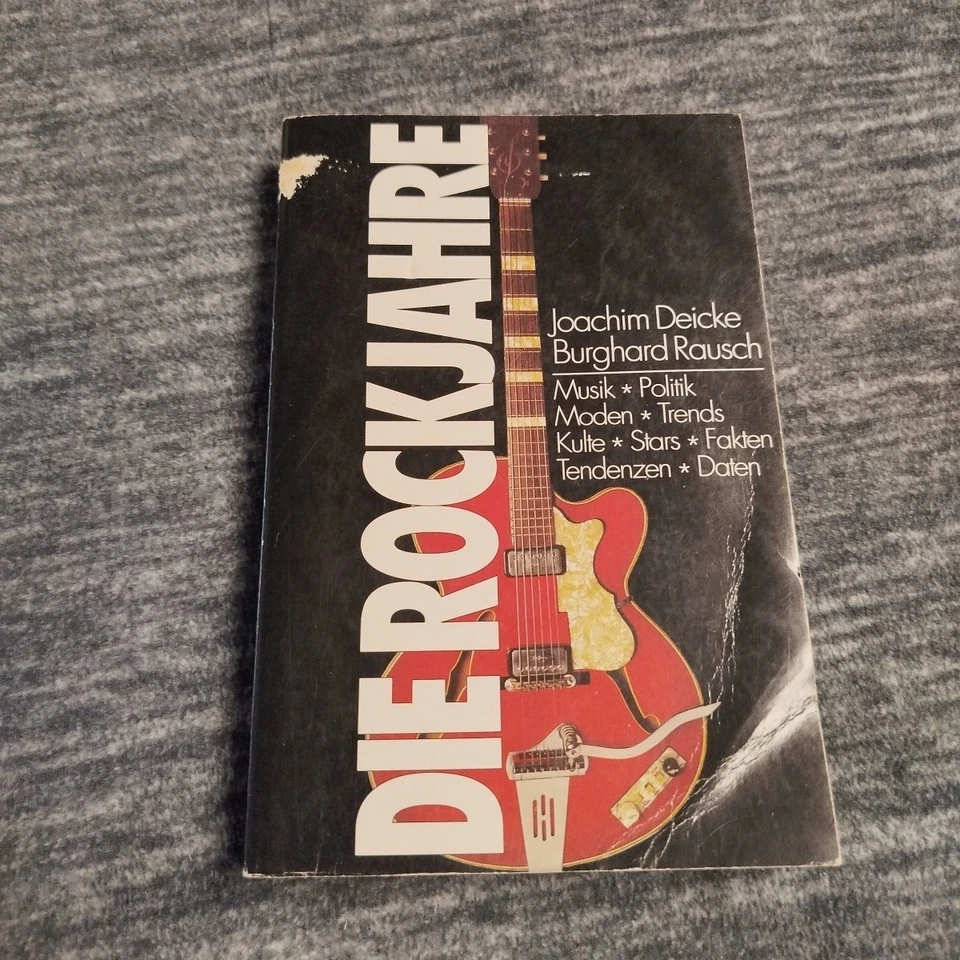 DIE ROCKJAHRE
Joachim Deicke
Burghard Rausch
Musik * Politik
Moden * Trends
Kulte * Stars * Fakten
Tendenzen * Daten